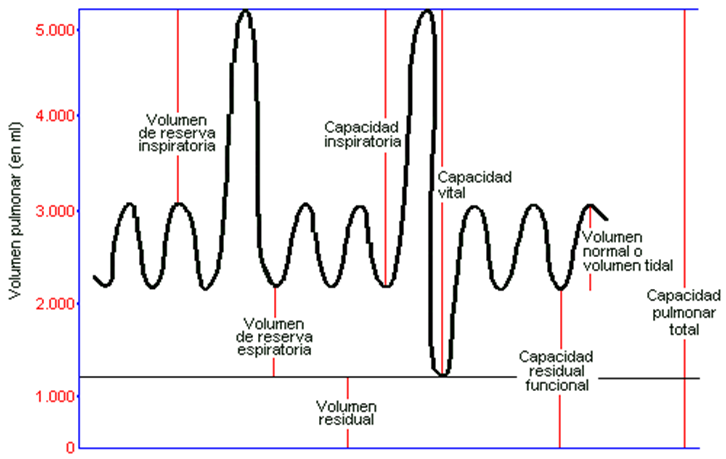 Volumen pulmonar (en ml)
5.000
4.000
3.000
2.000
1.000
0
Volumen
de reserva
inspiratoria
Capacidad
inspiratoria
Capacidad
vital
Volumen
normal o
volumen tidal
Capacidad
pulmonar
total
Volumen
de reserva
espiratoria
Capacidad
residual
funcional
Volumen
residual